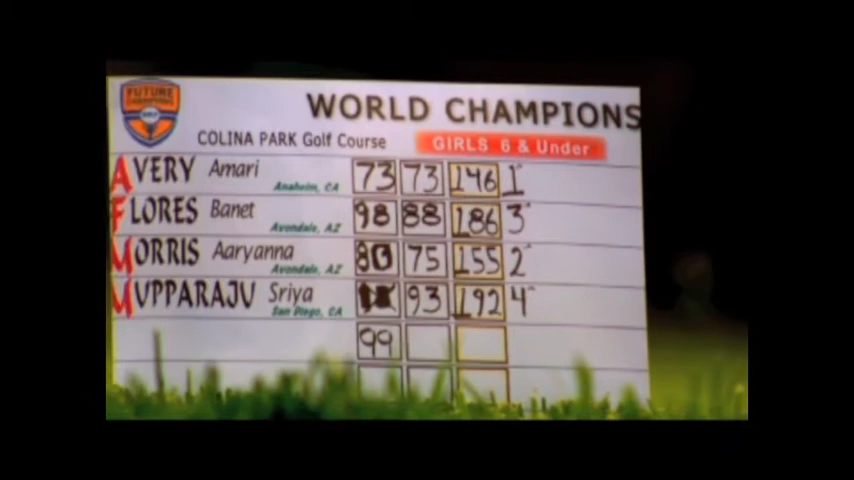 FUTURE
CHAMPIONS
GOLF
WORLD CHAMPIONS
COLINA PARK Golf Course
GIRLS 6 & Under
AVERY Amari Anaheim, CA 73 73 146 1
FLORES Banet Avondale, AZ 98 88 186 3
MORRIS Aaryanna Avondale, AZ 80 75 155 2
MUPPARAJU Sriya San Diego, CA 93 192 4
99